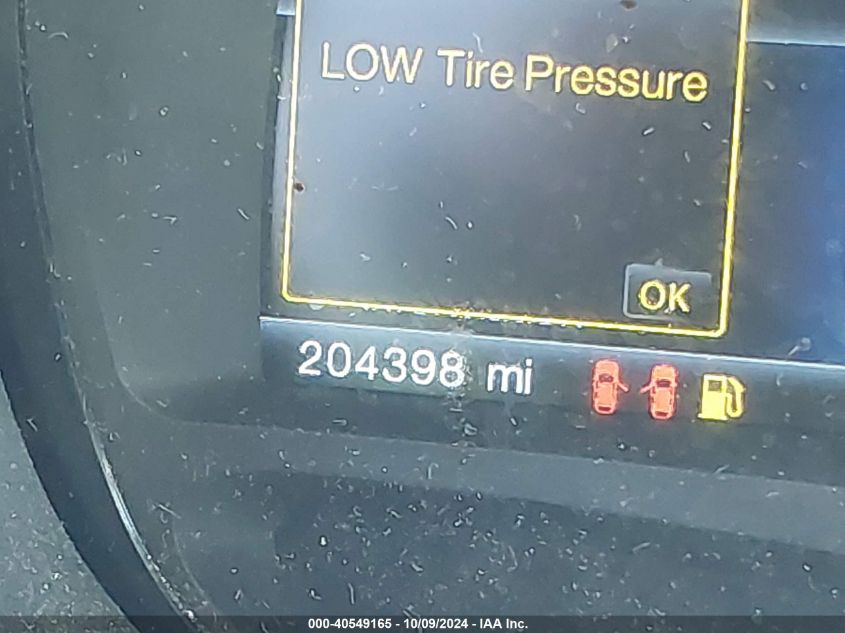 LOW Tire Pressure
OK
204398 mi
000-40549165 - 10/09/2024 - IAA Inc.